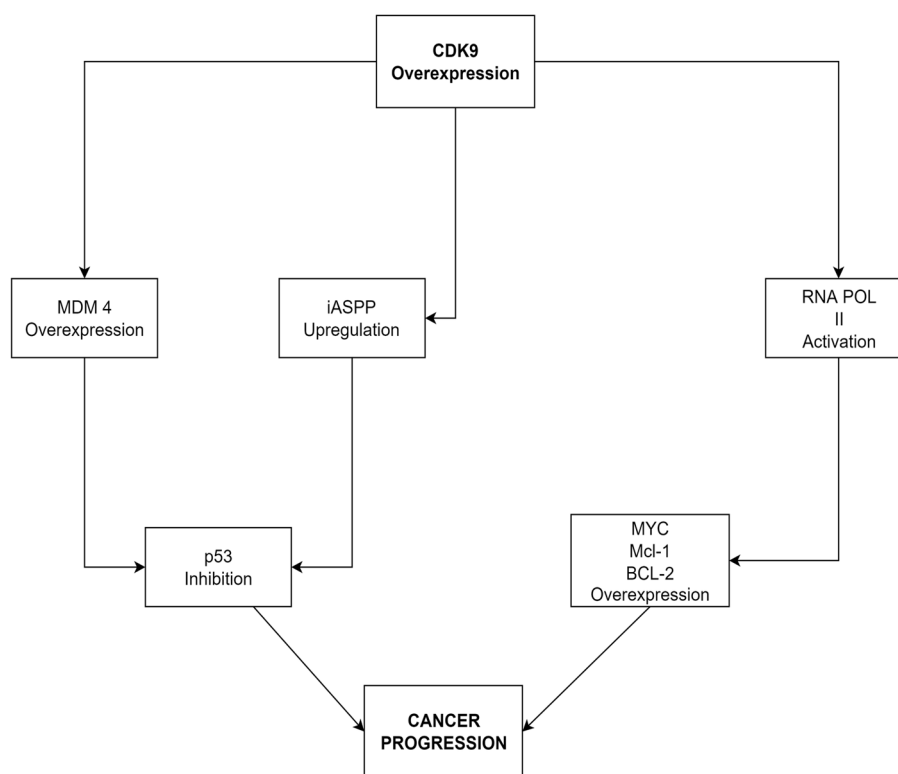 CDK9
Overexpression
MDM 4
Overexpression
iASPP
Upregulation
RNA POL
II
Activation
p53
Inhibition
MYC
Mcl-1
BCL-2
Overexpression
CANCER
PROGRESSION